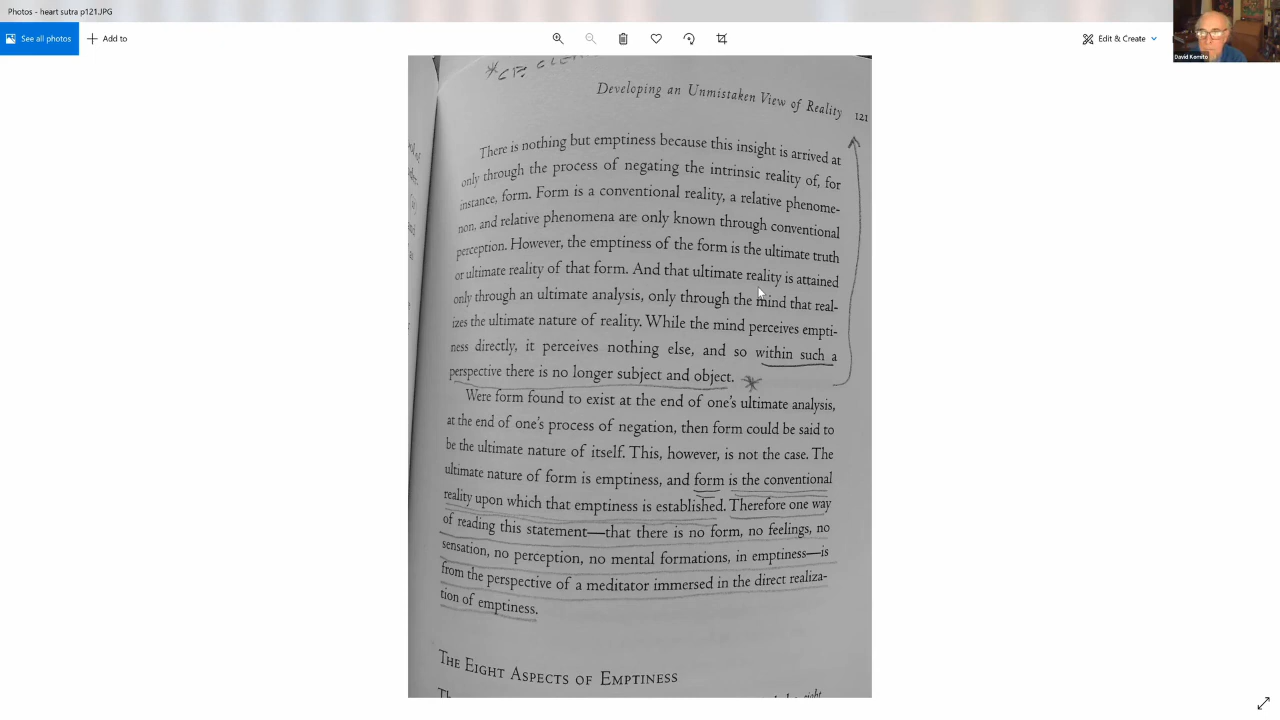 Photos - heart sutra p121.JPG
See all photos
Add to
Edit & Create
David Komito
Developing an Unmistaken View of Reality 121
There is nothing but emptiness because this insight is arrived at
only through the process of negating the intrinsic reality of, for
instance, form. Form is a conventional reality, a relative phenome-
non, and relative phenomena are only known through conventional
perception. However, the emptiness of the form is the ultimate truth
or ultimate reality of that form. And that ultimate reality is attained
only through an ultimate analysis, only through the mind that real-
izes the ultimate nature of reality. While the mind perceives empti-
ness directly, it perceives nothing else, and so within such a
perspective there is no longer subject and object.
Were form found to exist at the end of one's ultimate analysis,
at the end of one's process of negation, then form could be said to
be the ultimate nature of itself. This, however, is not the case. The
ultimate nature of form is emptiness, and form is the conventional
reality upon which that emptiness is established. Therefore one way
of reading this statement—that there is no form, no feelings, no
sensation, no perception, no mental formations, in emptiness—is
from the perspective of a meditator immersed in the direct realiza-
tion of emptiness.
THE EIGHT ASPECTS OF EMPTINESS